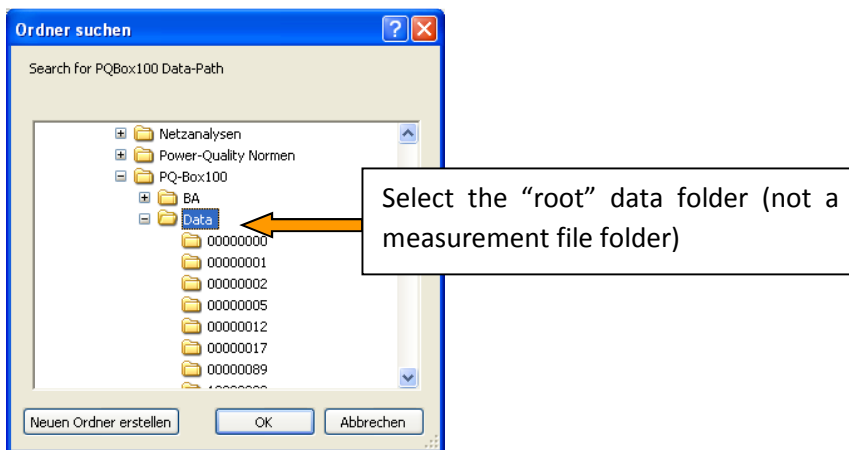 Ordner suchen
Search for PQBox100 Data-Path
Netzanalysen
Power-Quality Normen
PQ-Box100
BA
Data
00000000
00000001
00000002
00000005
00000012
00000017
00000089
Neuen Ordner erstellen
OK
Abbrechen
Select the “root” data folder (not a
measurement file folder)